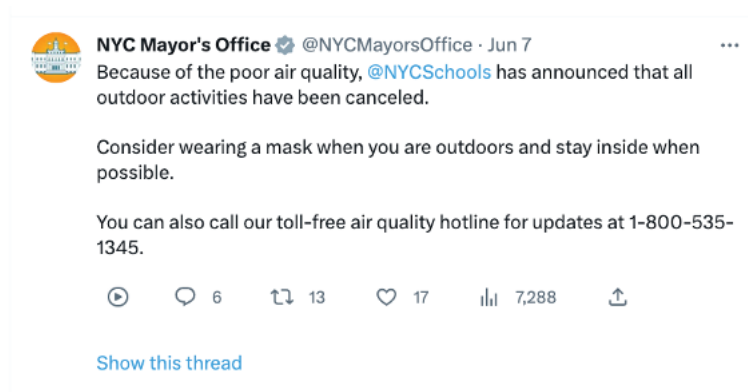 NYC Mayor's Office @NYCMayorsOffice · Jun 7
Because of the poor air quality, @NYCSchools has announced that all
outdoor activities have been canceled.
Consider wearing a mask when you are outdoors and stay inside when
possible.
You can also call our toll-free air quality hotline for updates at 1-800-535-
1345.
6 13 17 7,288
Show this thread